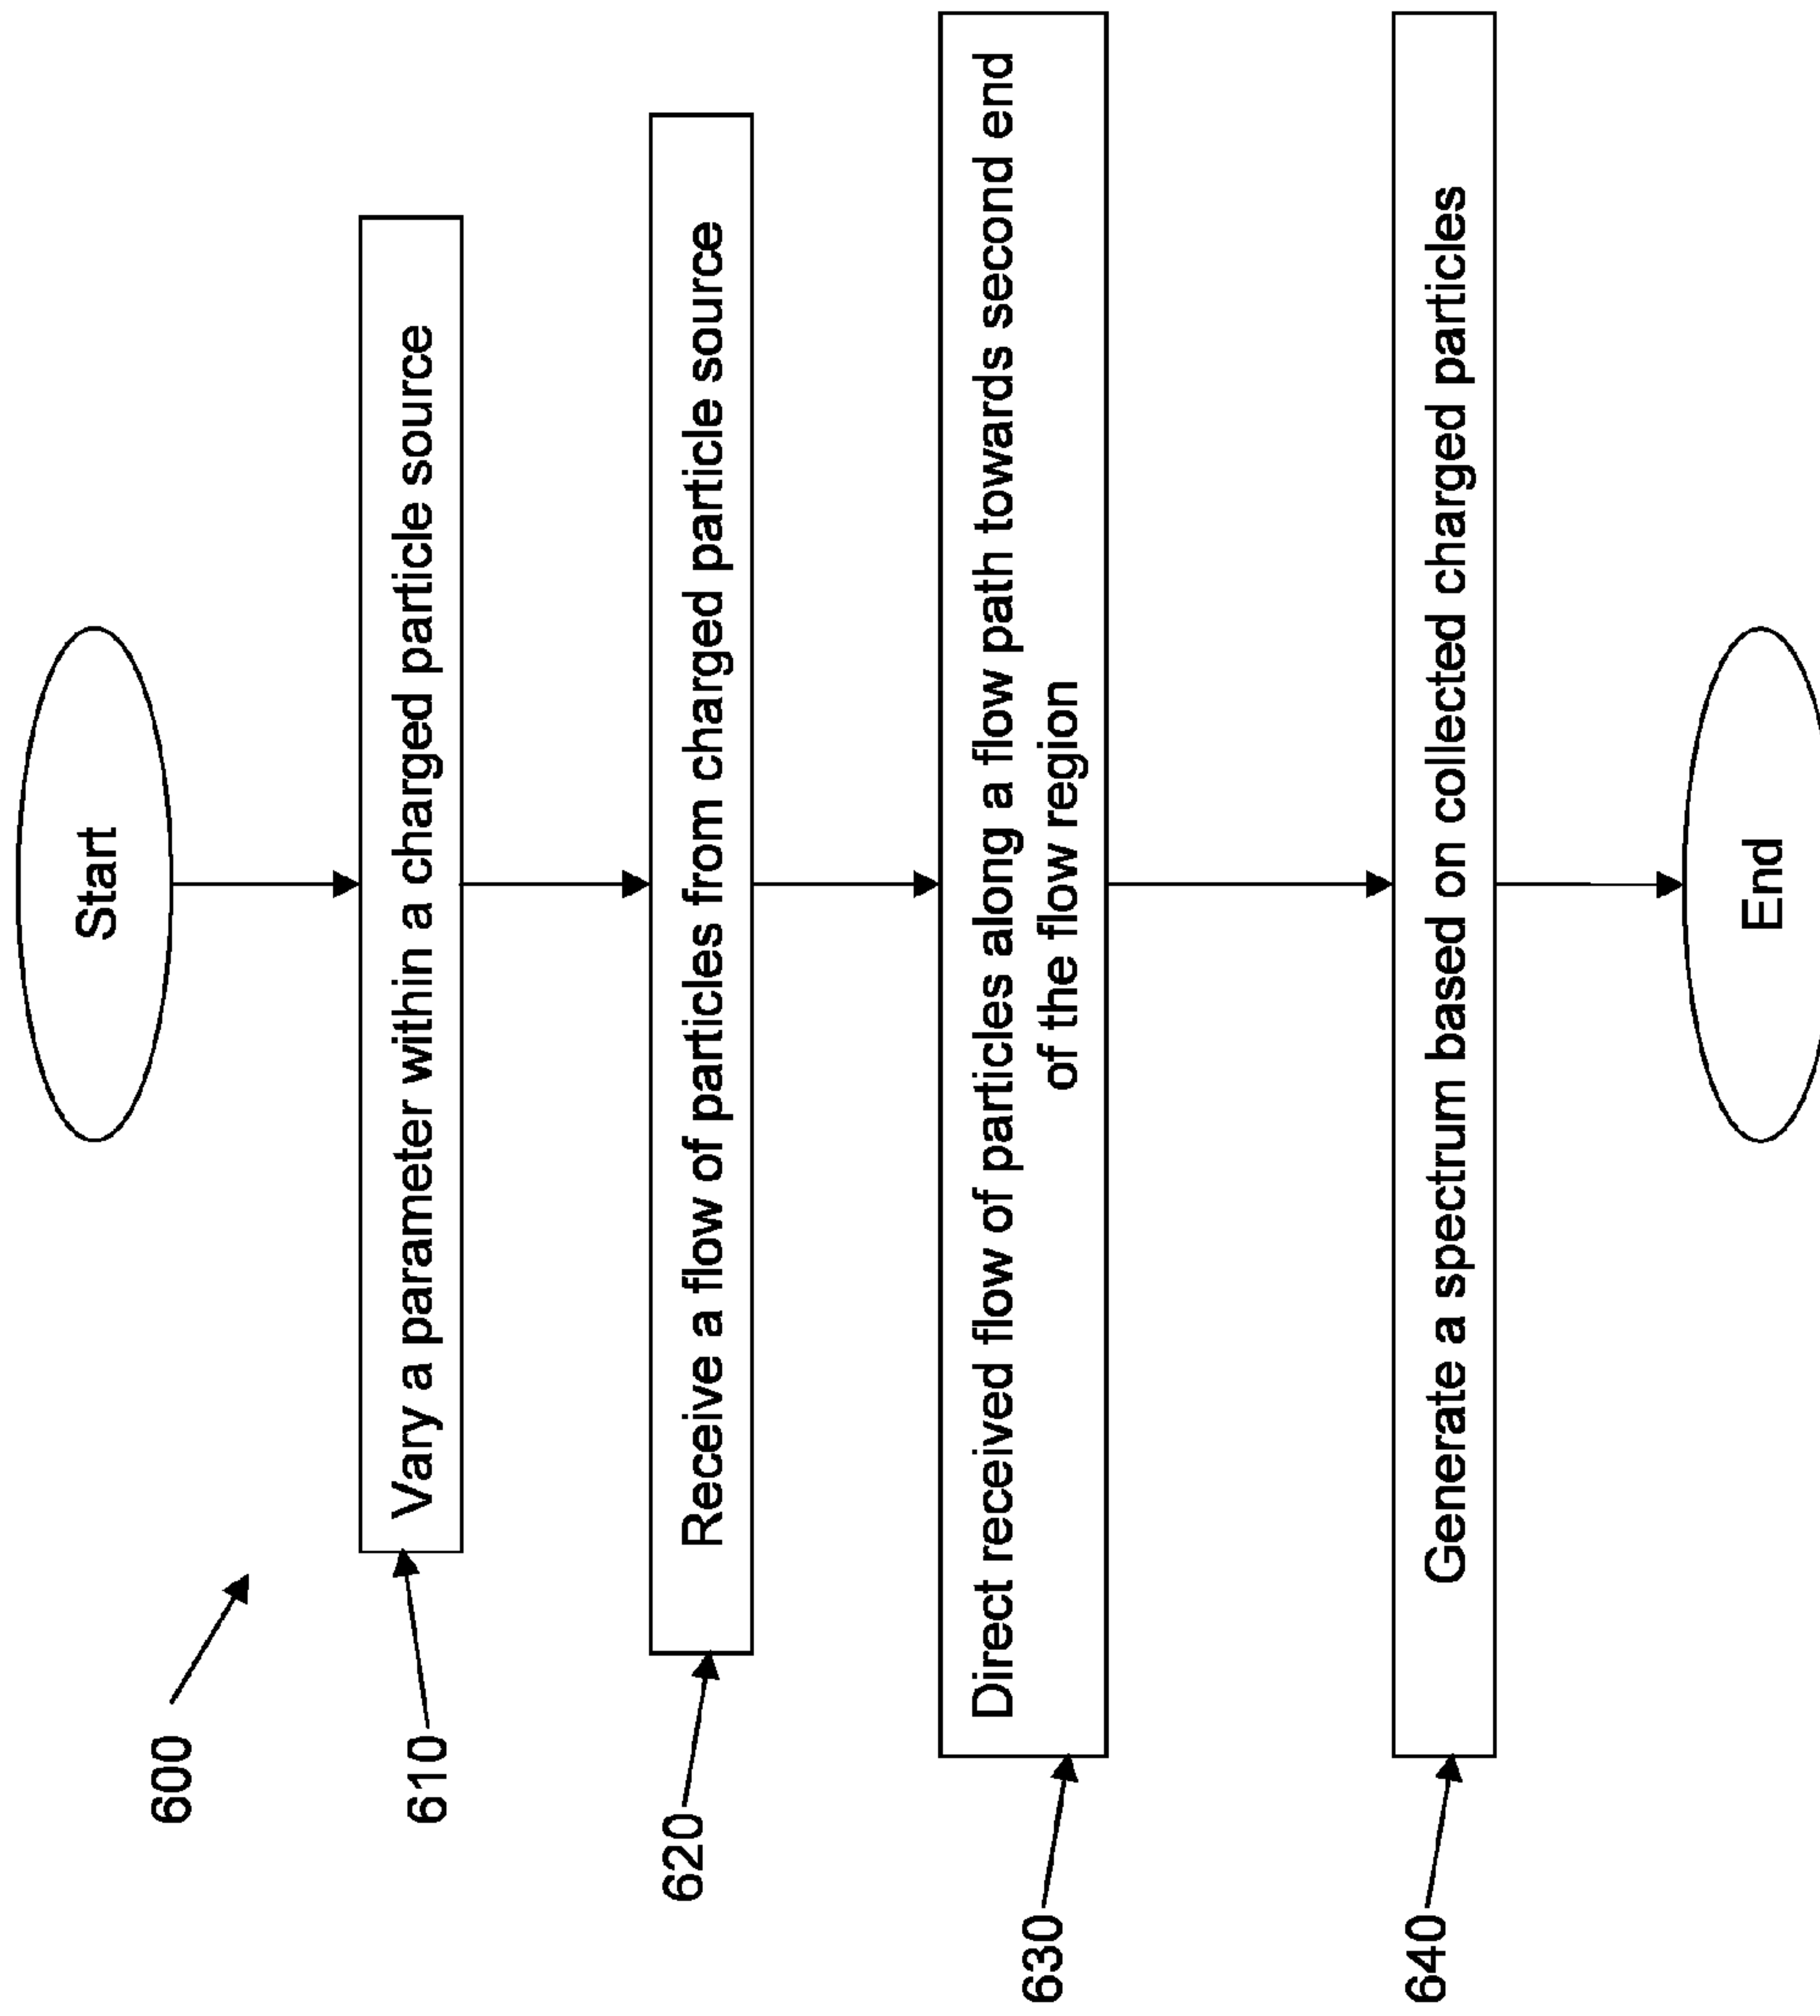 600
Start
610
Vary a parameter within a charged particle source
620
Receive a flow of particles from charged particle source
630
Direct received flow of particles along a flow path towards second end
of the flow region
640
Generate a spectrum based on collected charged particles
End